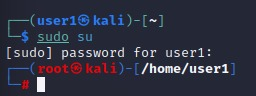 ┌──(user1㉿kali)-[~]
└─$ sudo su
[sudo] password for user1:
┌──(root㉿kali)-[/home/user1]
└─#